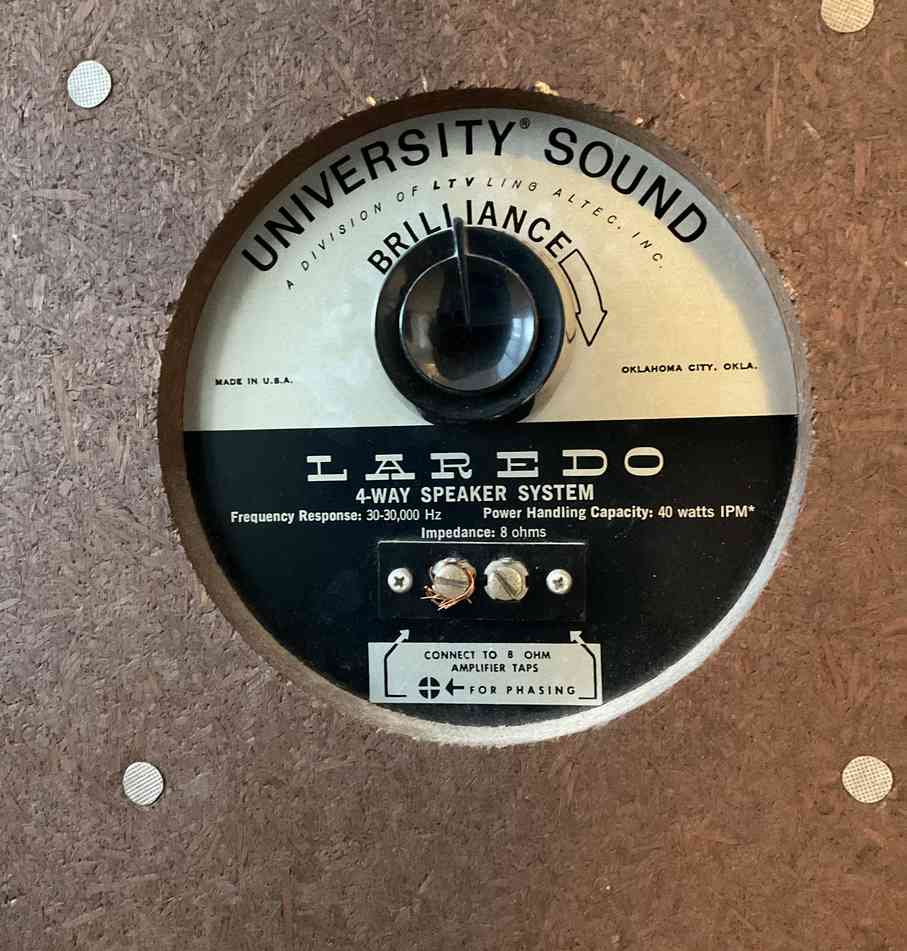 UNIVERSITY® SOUND
A DIVISION OF LTV LING ALTEC, INC.
BRILLIANCE
MADE IN U.S.A.
OKLAHOMA CITY, OKLA.
LAREDO
4-WAY SPEAKER SYSTEM
Frequency Response: 30-30,000 Hz Power Handling Capacity: 40 watts IPM*
Impedance: 8 ohms
CONNECT TO 8 OHM
AMPLIFIER TAPS
FOR PHASING